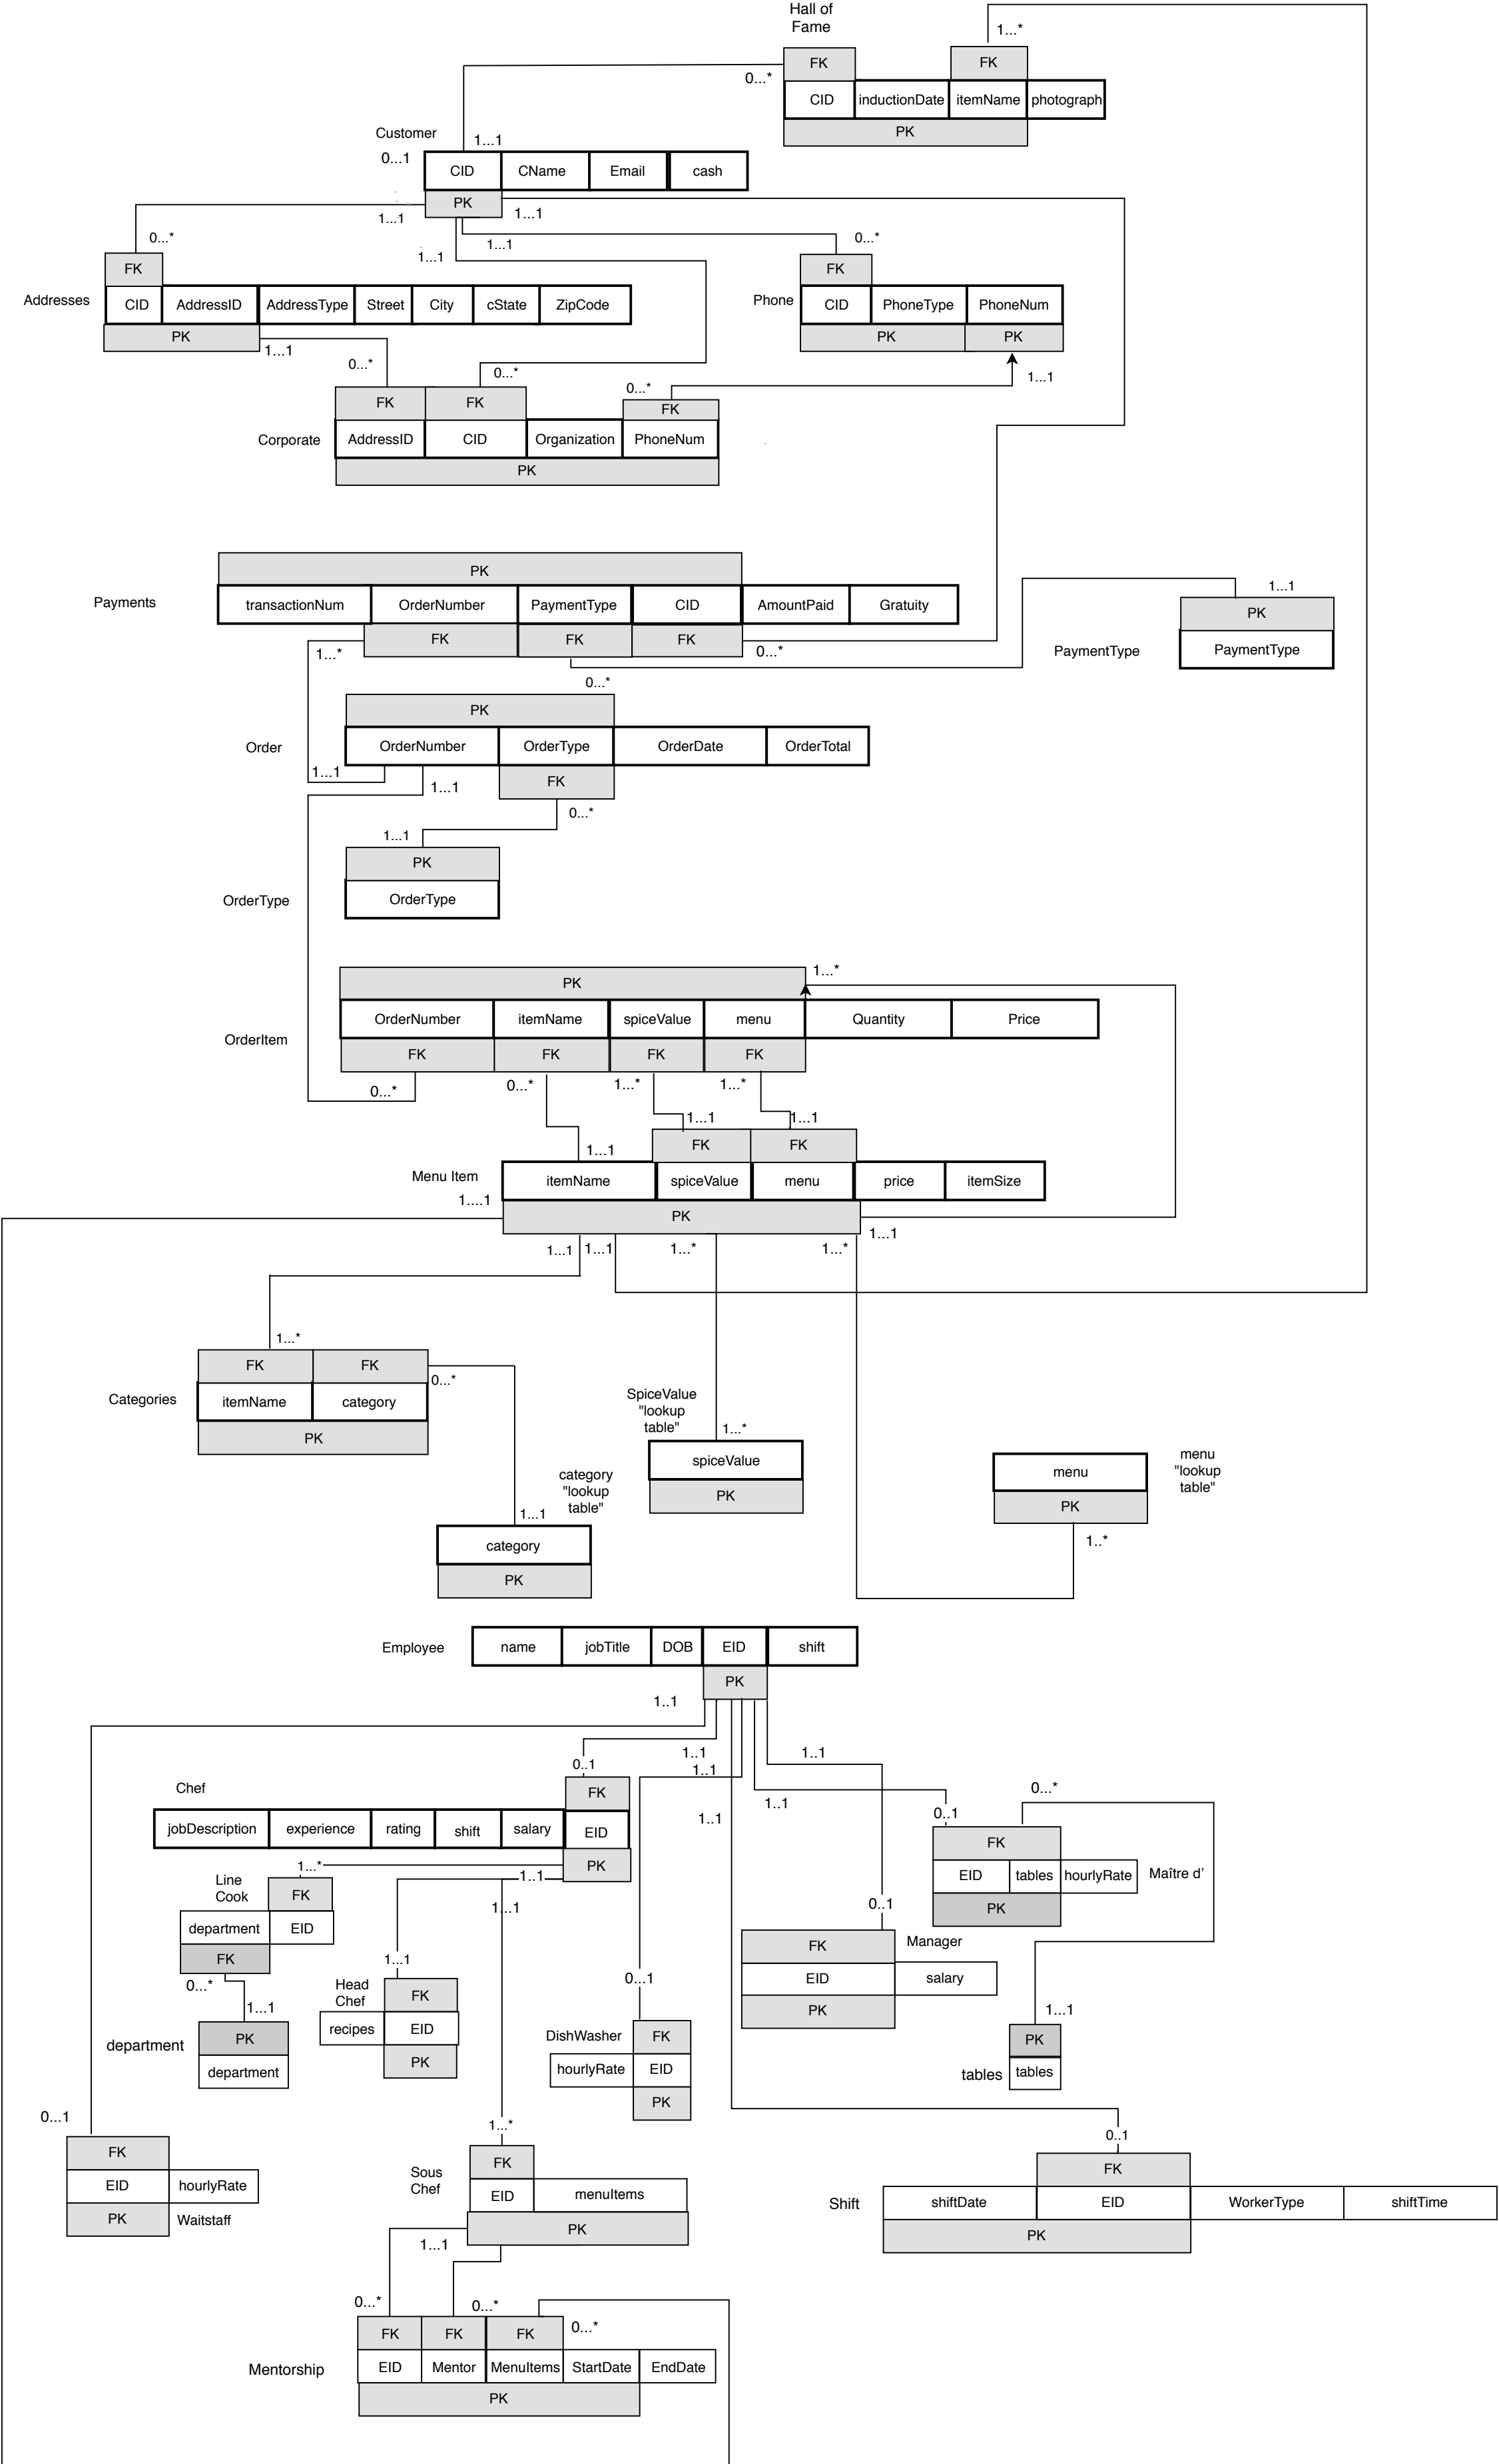 Hall of
Fame
1...*
FK
FK
0...*
CID
inductionDate
itemName
photograph
PK
Customer
1...1
0...1
CID
CName
Email
cash
PK
1...1
1...1
0...*
1...1
0...*
1...1
FK
FK
Addresses
CID
AddressID
AddressType
Street
City
cState
ZipCode
Phone
CID
PhoneType
PhoneNum
PK
PK
PK
1...1
0...*
0...*
0...*
1...1
FK
FK
FK
Corporate
AddressID
CID
Organization
PhoneNum
PK
PK
Payments
transactionNum
OrderNumber
PaymentType
CID
AmountPaid
Gratuity
1...1
PK
FK
FK
FK
1...*
0...*
PaymentType
PaymentType
0...*
PK
Order
OrderNumber
OrderType
OrderDate
OrderTotal
1...1
1...1
FK
0...*
1...1
PK
OrderType
OrderType
1...*
PK
OrderItem
OrderNumber
itemName
spiceValue
menu
Quantity
Price
FK
FK
FK
FK
0...*
0...*
1...*
1...*
1...1
1...1
1...1
FK
FK
Menu Item
itemName
spiceValue
menu
price
itemSize
1....1
PK
1...1
1...1
1...1
1...*
1...*
1...*
FK
FK
0...*
Categories
itemName
category
PK
SpiceValue
"lookup
table"
1...*
spiceValue
PK
menu
"lookup
table"
menu
PK
1..*
category
"lookup
table"
1...1
category
PK
Employee
name
jobTitle
DOB
EID
shift
PK
1..1
1..1
1..1
1..1
1..1
1..1
0..1
Chef
FK
jobDescription
experience
rating
shift
salary
EID
PK
0...*
0..1
FK
EID
tables
hourlyRate
Maître d'
PK
1...*
1...1
1...1
Line
Cook
FK
department
EID
FK
0...*
1...1
department
PK
department
1...1
Head
Chef
FK
recipes
EID
PK
0...1
DishWasher
FK
hourlyRate
EID
PK
0..1
Manager
FK
EID
salary
PK
1...1
PK
tables
tables
0...1
FK
EID
hourlyRate
PK
Waitstaff
1...*
Sous
Chef
FK
EID
menuItems
PK
1...1
0..1
FK
Shift
shiftDate
EID
WorkerType
shiftTime
PK
0...*
0...*
0...*
FK
FK
FK
Mentorship
EID
Mentor
MenuItems
StartDate
EndDate
PK